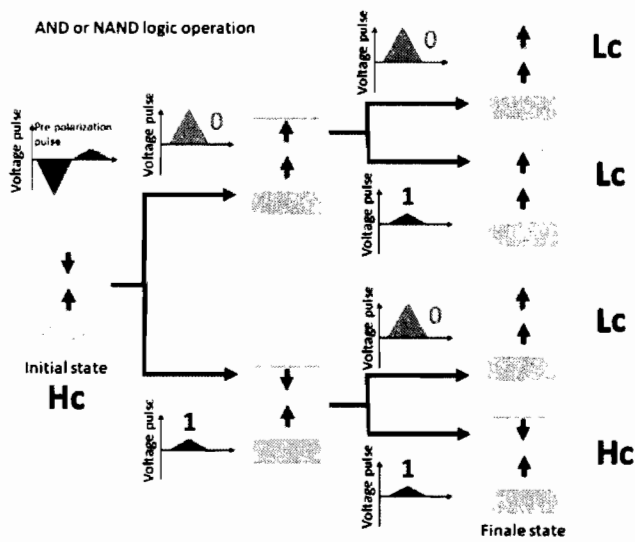 AND or NAND logic operation
Voltage pulse
Pre polarization
pulse
Initial state
Hc
Voltage pulse
0
Voltage pulse
1
Voltage pulse
0
Lc
Voltage pulse
1
Lc
Voltage pulse
0
Lc
Voltage pulse
1
Hc
Finale state